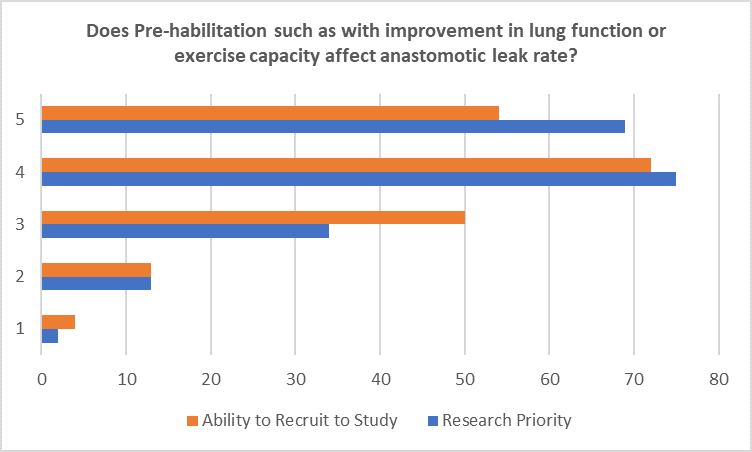 Does Pre-habilitation such as with improvement in lung function or
exercise capacity affect anastomotic leak rate?
5
4
3
2
1
0 10 20 30 40 50 60 70 80
Ability to Recruit to Study Research Priority